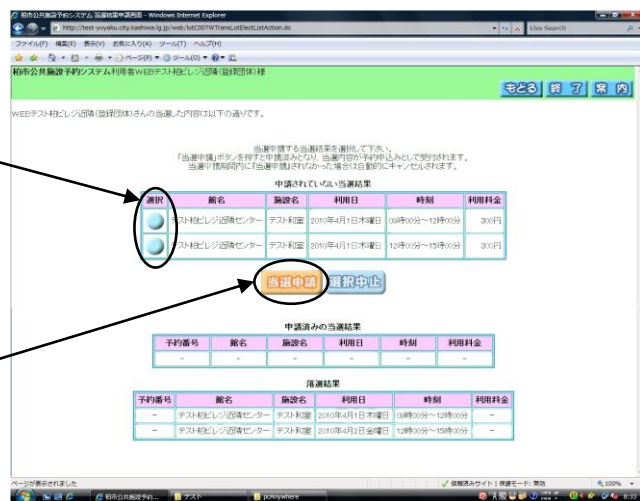 柏市公共施設予約システム 当選結果申請画面 - Windows Internet Explorer
http://test-yoyaku.city.kashiwa.lg.jp/web/lotC007WTransLotElectListAction.do
Live Search
ファイル(F) 編集(E) 表示(V) お気に入り(A) ツール(T) ヘルプ(H)
ページ(P) ツール(O)
柏市公共施設予約システム利用者WEBテスト柏ビレジ近隣(登録団体)様
もどる 終了 案内
WEBテスト柏ビレジ近隣(登録団体)さんの当選した内容は以下の通りです。
当選申請する当選結果を選択して下さい。
「当選申請」ボタンを押すと申請済みとなり、当選内容が予約申込みとして受付されます。
当選申請期間内に「当選申請」されなかった場合は自動的にキャンセルされます。
申請されていない当選結果
選択 館名 施設名 利用日 時刻 利用料金
テスト柏ビレジ近隣センター テスト和室 2010年4月1日木曜日 09時00分~12時00分 300円
テスト柏ビレジ近隣センター テスト和室 2010年4月1日木曜日 12時00分~15時00分 300円
当選申請 選択中止
申請済みの当選結果
予約番号 館名 施設名 利用日 時刻 利用料金
- - - - - -
落選結果
予約番号 館名 施設名 利用日 時刻 利用料金
- テスト柏ビレジ近隣センター テスト和室 2010年4月1日木曜日 09時00分~12時00分 -
- テスト柏ビレジ近隣センター テスト和室 2010年4月2日金曜日 12時00分~15時00分 -
ページが表示されました
信頼済みサイト | 保護モード: 無効 100%
柏市公共施設予約... テスト pcAnywhere
8:33